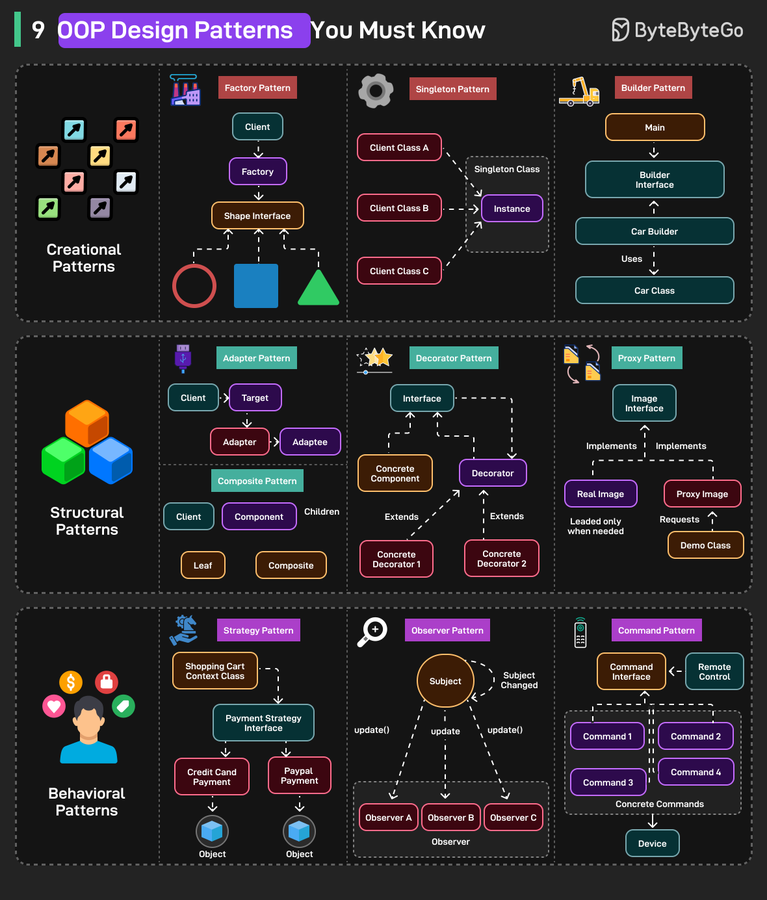 9 OOP Design Patterns You Must Know
ByteByteGo
Creational
Patterns
Factory Pattern
Client
Factory
Shape Interface
Singleton Pattern
Client Class A
Client Class B
Client Class C
Singleton Class
Instance
Builder Pattern
Main
Builder
Interface
Car Builder
Uses
Car Class
Structural
Patterns
Adapter Pattern
Client
Target
Adapter
Adaptee
Composite Pattern
Client
Component
Children
Leaf
Composite
Decorator Pattern
Interface
Concrete
Component
Decorator
Extends
Extends
Concrete
Decorator 1
Concrete
Decorator 2
Proxy Pattern
Image
Interface
Implements
Implements
Real Image
Proxy Image
Leaded only
when needed
Requests
Demo Class
Behavioral
Patterns
Strategy Pattern
Shopping Cart
Context Class
Payment Strategy
Interface
Credit Cand
Payment
Paypal
Payment
Object
Object
Observer Pattern
Subject
Subject
Changed
update()
update
update()
Observer A
Observer B
Observer C
Observer
Command Pattern
Command
Interface
Remote
Control
Command 1
Command 2
Command 3
Command 4
Concrete Commands
Device